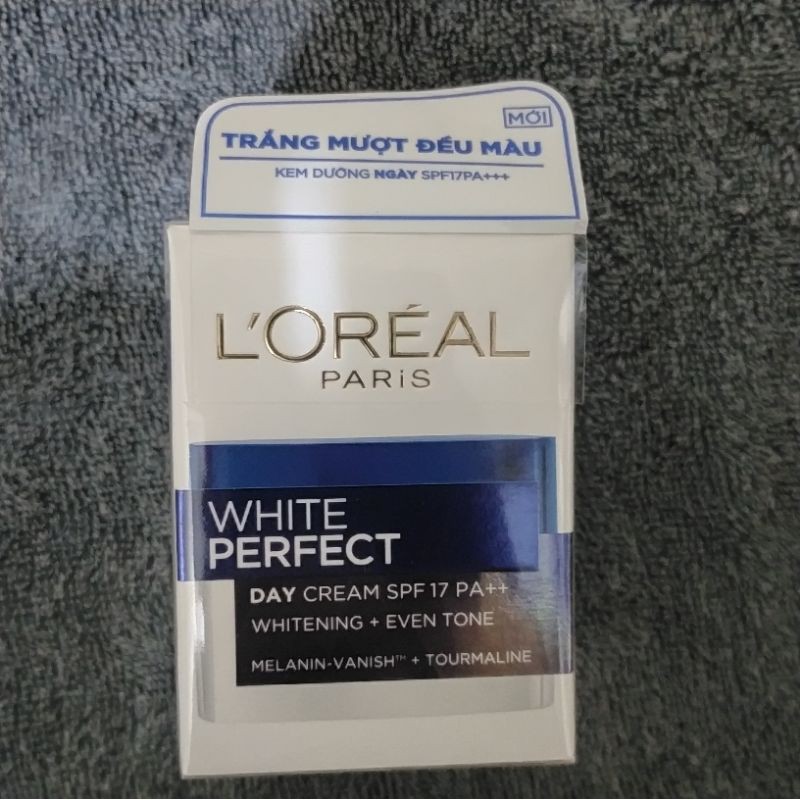 MỚI
TRẮNG MƯỢT ĐỀU MÀU
KEM DƯỠNG NGÀY SPF17PA+++
L'ORÉAL
PARiS
WHITE
PERFECT
DAY CREAM SPF 17 PA++
WHITENING + EVEN TONE
MELANIN-VANISH™ + TOURMALINE